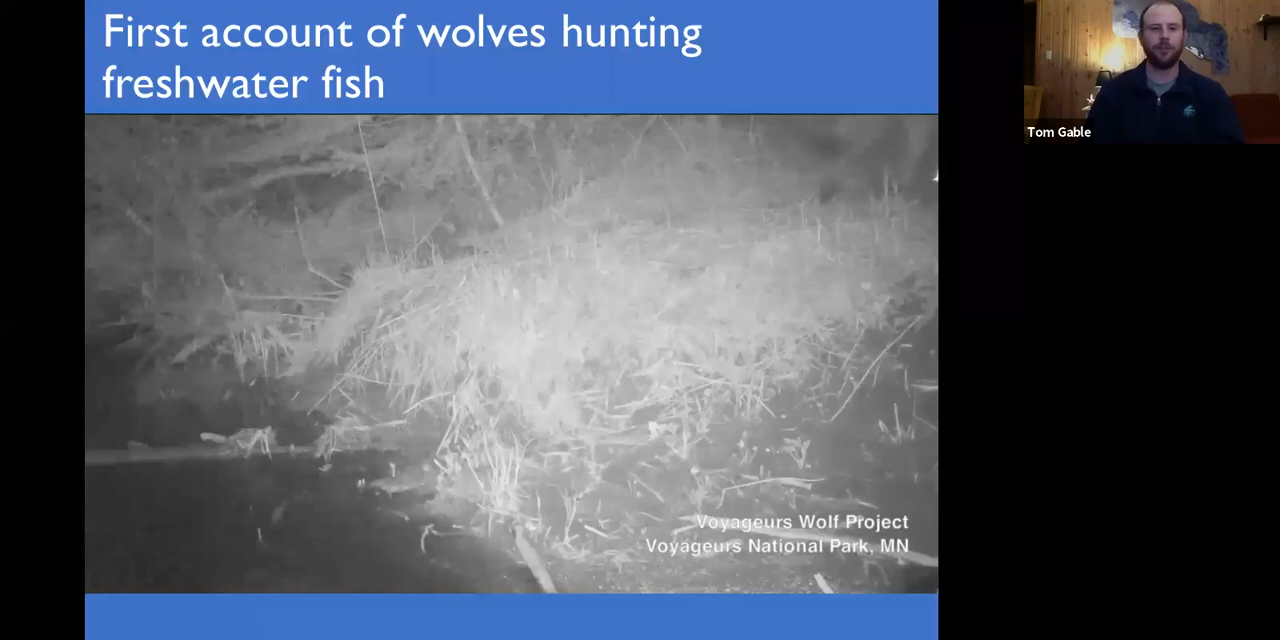 First account of wolves hunting
freshwater fish
Tom Gable
Voyageurs Wolf Project
Voyageurs National Park, MN